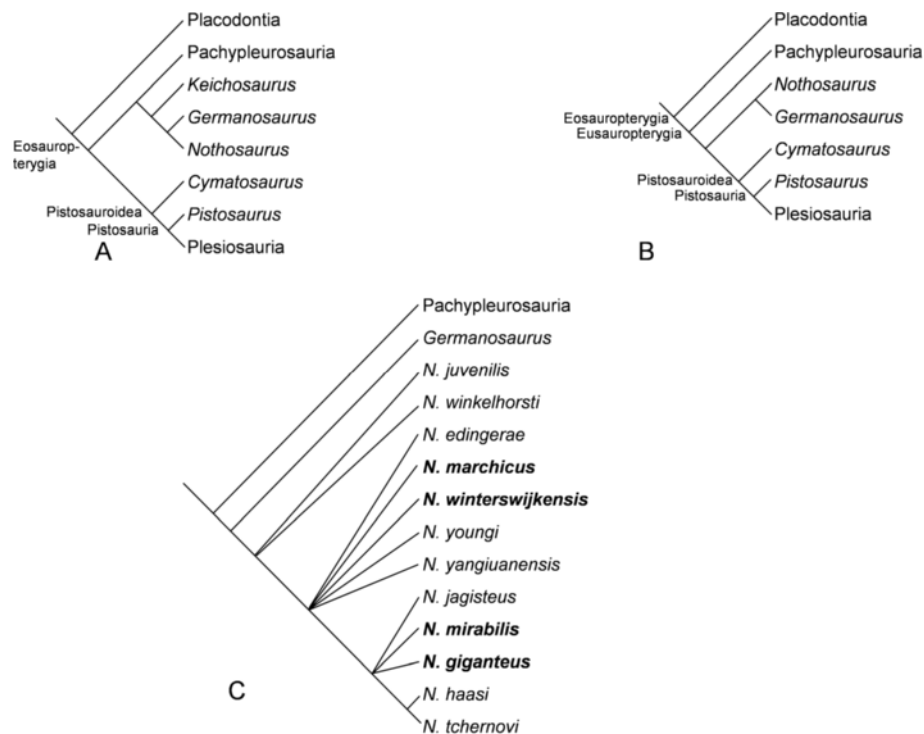 Placodontia
Pachypleurosauria
Keichosaurus
Germanosaurus
Nothosaurus
Cymatosaurus
Pistosaurus
Plesiosauria
Eosaurop-
terygia
Pistosauroidea
Pistosauria
A
Placodontia
Pachypleurosauria
Nothosaurus
Germanosaurus
Cymatosaurus
Pistosaurus
Plesiosauria
Eosauropterygia
Eusauropterygia
Pistosauroidea
Pistosauria
B
Pachypleurosauria
Germanosaurus
N. juvenilis
N. winkelhorsti
N. edingerae
N. marchicus
N. winterswijkensis
N. youngi
N. yangiuanensis
N. jagisteus
N. mirabilis
N. giganteus
N. haasi
N. tchernovi
C